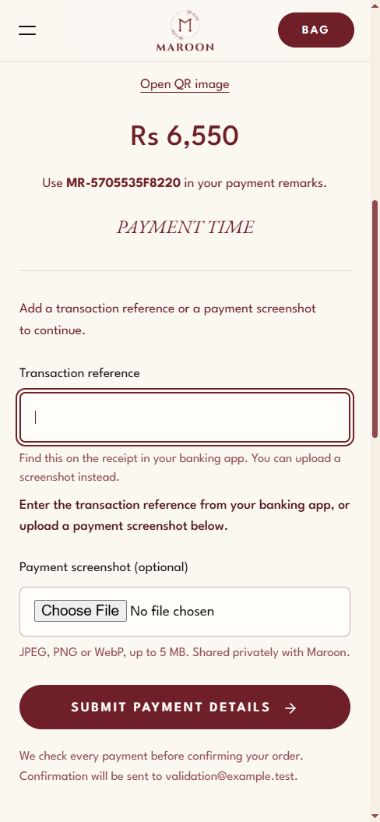 MAROON
BAG
Open QR image
Rs 6,550
Use MR-5705535F8220 in your payment remarks.
PAYMENT TIME
Add a transaction reference or a payment screenshot
to continue.
Transaction reference
Find this on the receipt in your banking app. You can upload a
screenshot instead.
Enter the transaction reference from your banking app, or
upload a payment screenshot below.
Payment screenshot (optional)
Choose File No file chosen
JPEG, PNG or WebP, up to 5 MB. Shared privately with Maroon.
SUBMIT PAYMENT DETAILS →
We check every payment before confirming your order.
Confirmation will be sent to validation@example.test.